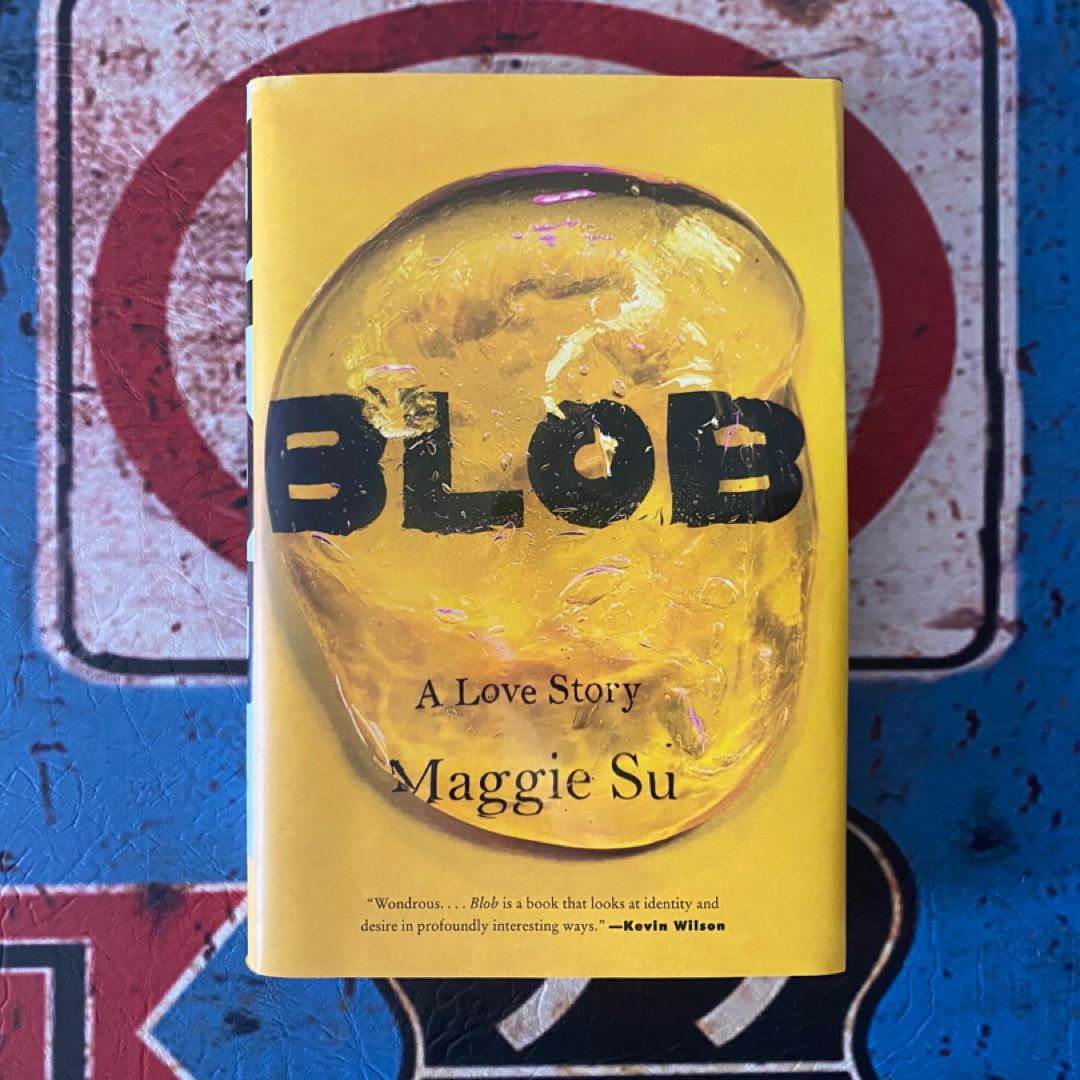 BLOB
A Love Story
Maggie Su
“Wondrous. . . . Blob is a book that looks at identity and
desire in profoundly interesting ways.” —Kevin Wilson